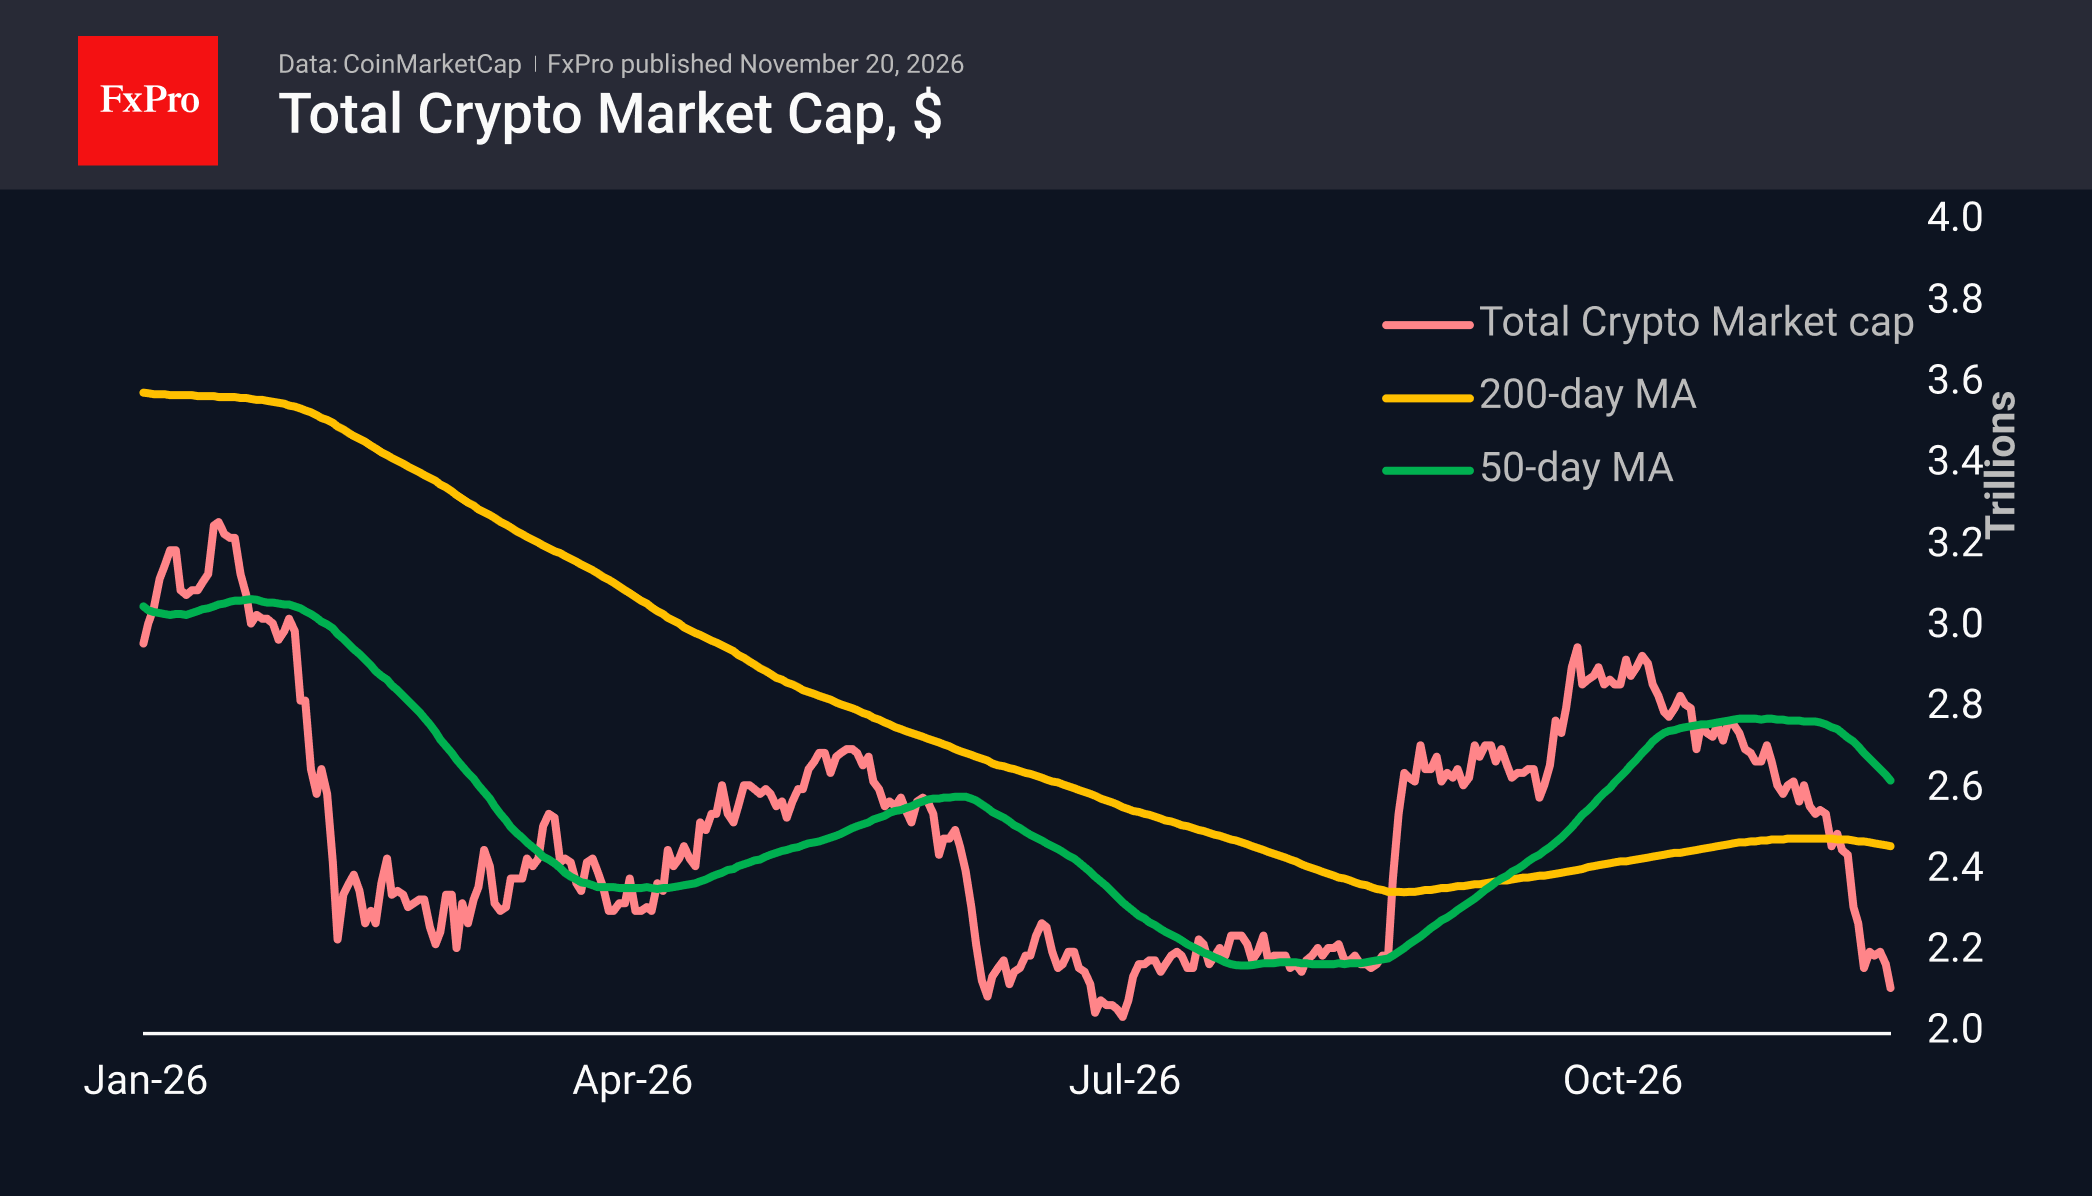 FxPro
Data: CoinMarketCap | FxPro published November 20, 2026
Total Crypto Market Cap, $
4.0
3.8
3.6
3.4
3.2
3.0
2.8
2.6
2.4
2.2
2.0
Trillions
Total Crypto Market cap
200-day MA
50-day MA
Jan-26
Apr-26
Jul-26
Oct-26